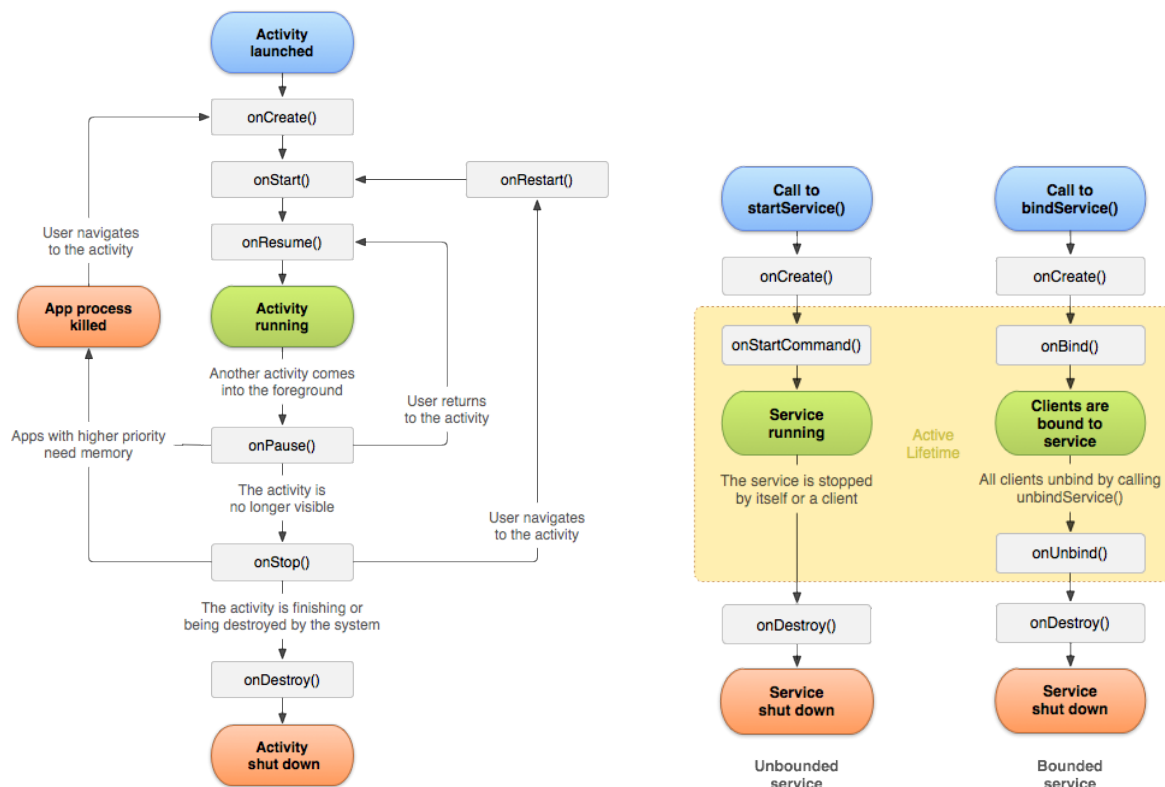 Activity
launched
onCreate()
onStart()
onRestart()
User navigates
to the activity
onResume()
App process
killed
Activity
running
Another activity comes
into the foreground
User returns
to the activity
Apps with higher priority
need memory
onPause()
The activity is
no longer visible
User navigates
to the activity
onStop()
The activity is finishing or
being destroyed by the system
onDestroy()
Activity
shut down
Call to
startService()
onCreate()
onStartCommand()
Service
running
Active
Lifetime
The service is stopped
by itself or a client
onDestroy()
Service
shut down
Unbounded
service
Call to
bindService()
onCreate()
onBind()
Clients are
bound to
service
All clients unbind by calling
unbindService()
onUnbind()
onDestroy()
Service
shut down
Bounded
service